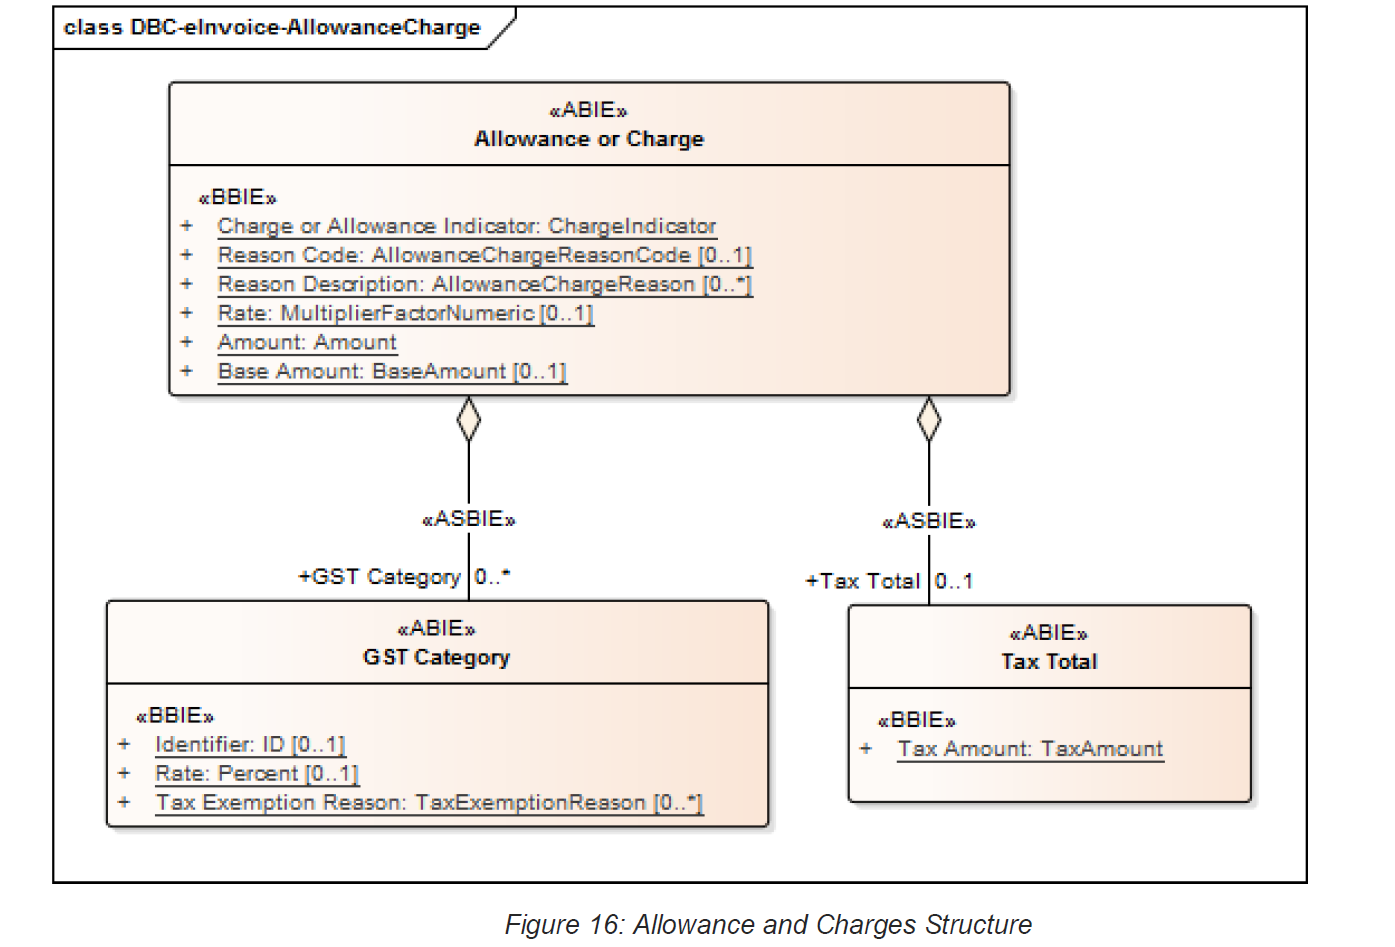 class DBC-eInvoice-AllowanceCharge
«ABIE»
Allowance or Charge
«BBIE»
+ Charge or Allowance Indicator: ChargeIndicator
+ Reason Code: AllowanceChargeReasonCode [0..1]
+ Reason Description: AllowanceChargeReason [0..*]
+ Rate: MultiplierFactorNumeric [0..1]
+ Amount: Amount
+ Base Amount: BaseAmount [0..1]
«ASBIE»
+GST Category 0..*
«ASBIE»
+Tax Total 0..1
«ABIE»
GST Category
«BBIE»
+ Identifier: ID [0..1]
+ Rate: Percent [0..1]
+ Tax Exemption Reason: TaxExemptionReason [0..*]
«ABIE»
Tax Total
«BBIE»
+ Tax Amount: TaxAmount
Figure 16: Allowance and Charges Structure